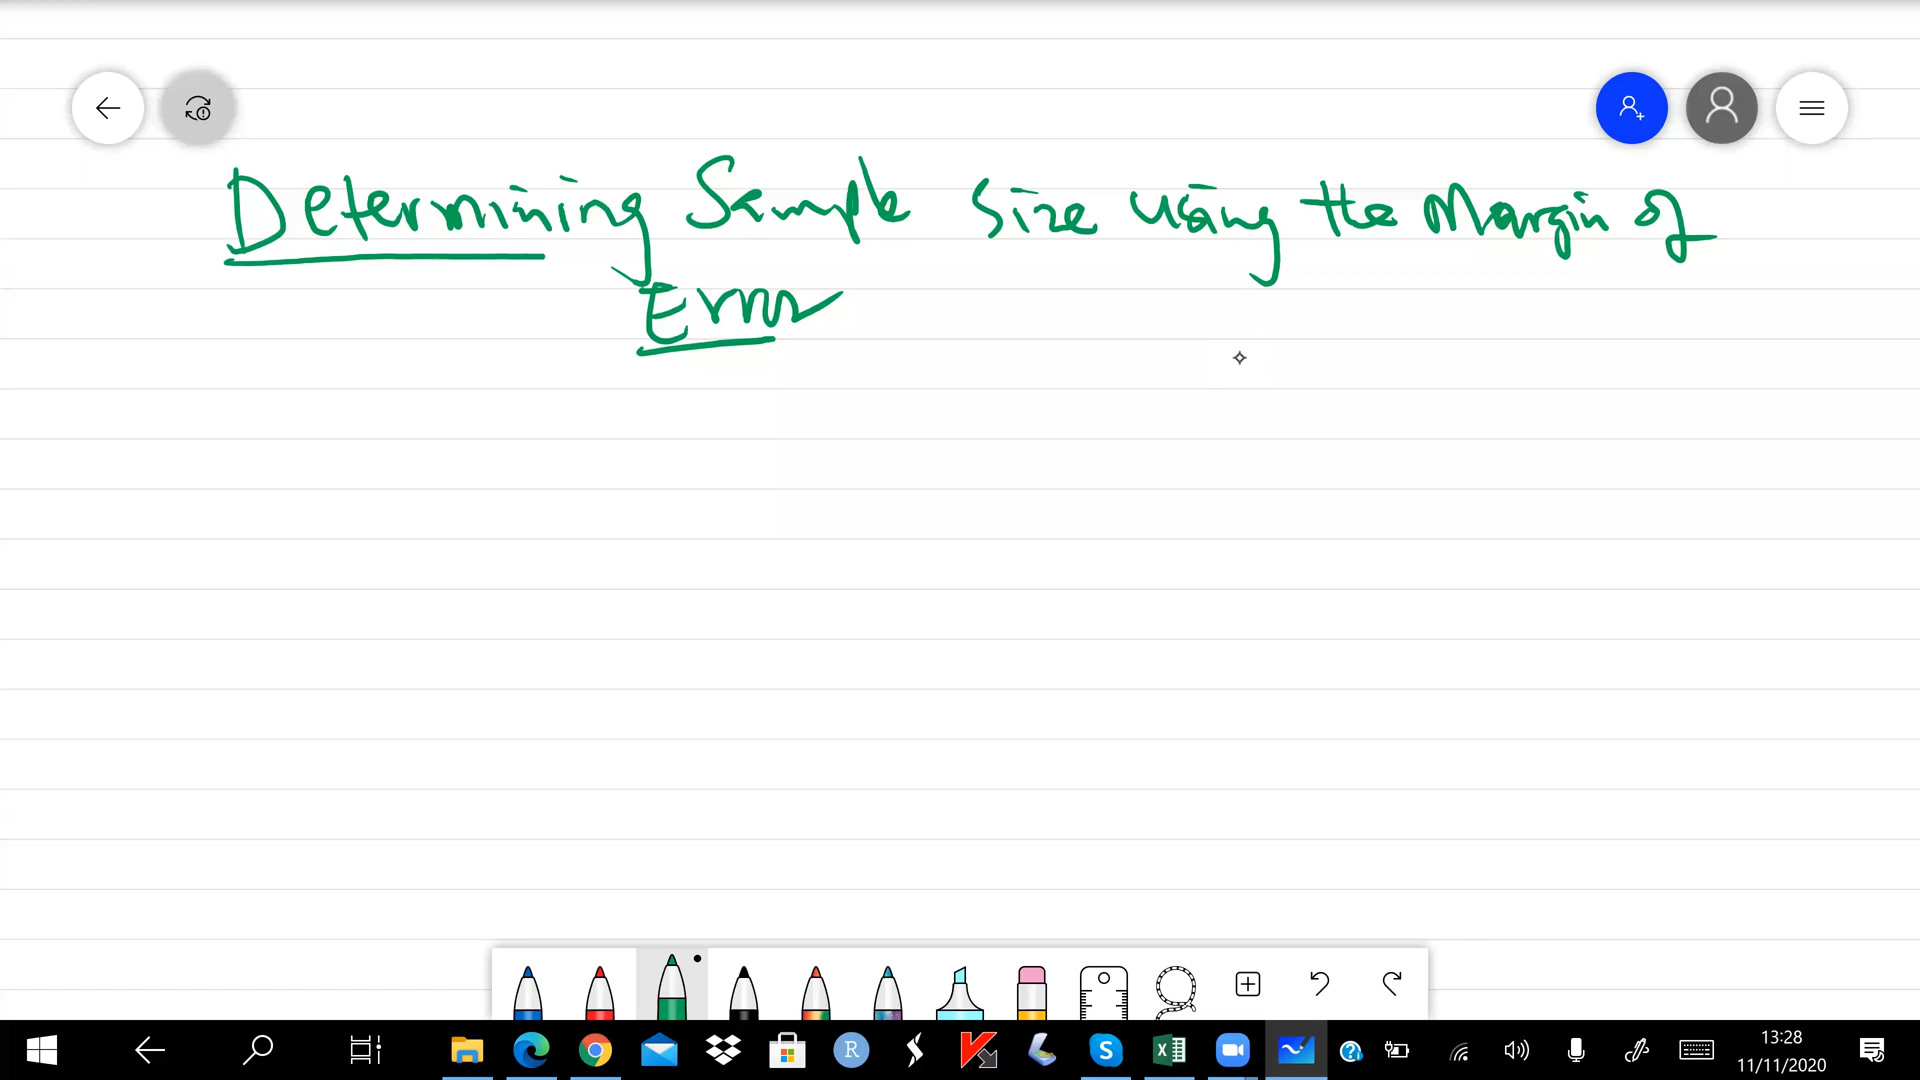 Determining Sample Size using the Margin of
Error
R
S
X
13:28
11/11/2020